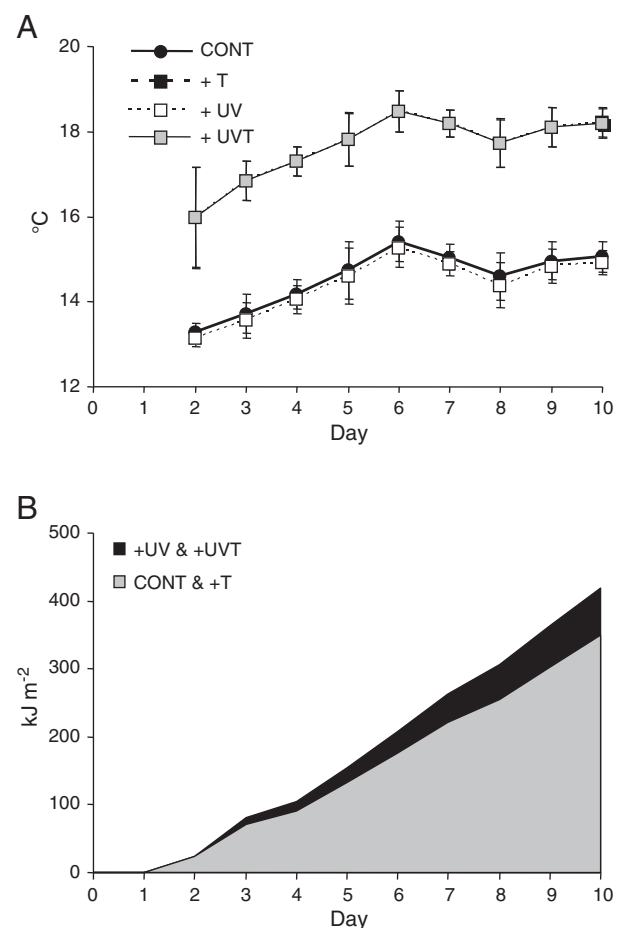 A
20
18
16
14
12
°C
CONT
+ T
+ UV
+ UVT
0 1 2 3 4 5 6 7 8 9 10
Day
B
500
400
300
200
100
0
kJ m-2
+UV & +UVT
CONT & +T
0 1 2 3 4 5 6 7 8 9 10
Day